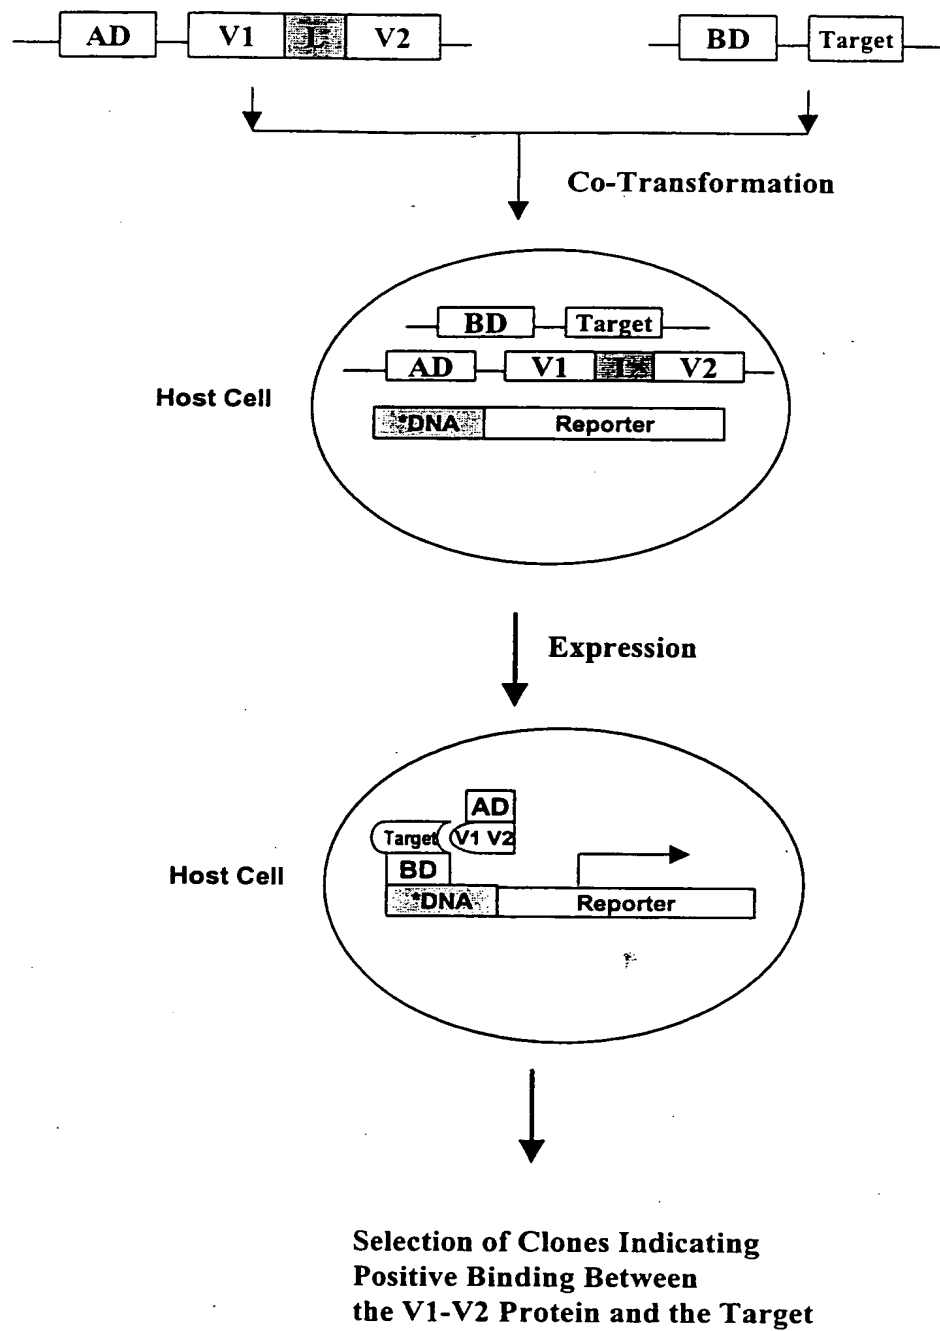 AD V1 L V2 BD Target
Co-Transformation
BD Target
AD V1 V2
Host Cell
*DNA Reporter
Expression
AD
Target V1 V2
BD
Host Cell
*DNA Reporter
Selection of Clones Indicating
Positive Binding Between
the V1-V2 Protein and the Target